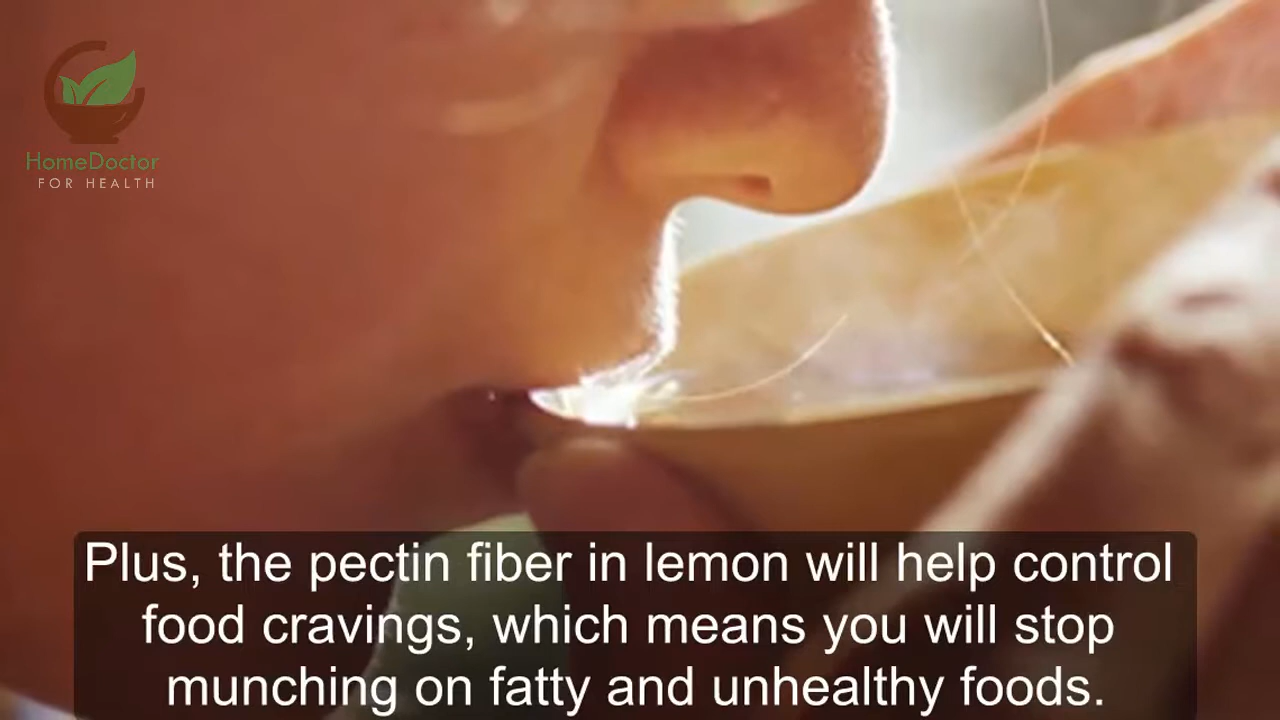 HomeDoctor
FOR HEALTH
Plus, the pectin fiber in lemon will help control
food cravings, which means you will stop
munching on fatty and unhealthy foods.